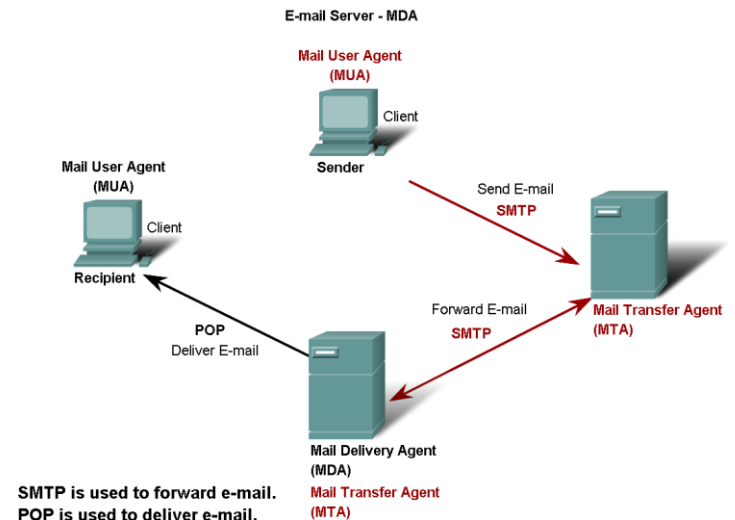 E-mail Server - MDA
Mail User Agent
(MUA)
Client
Sender
Mail User Agent
(MUA)
Client
Recipient
Send E-mail
SMTP
Mail Transfer Agent
(MTA)
Forward E-mail
SMTP
POP
Deliver E-mail
Mail Delivery Agent
(MDA)
Mail Transfer Agent
(MTA)
SMTP is used to forward e-mail.
POP is used to deliver e-mail.